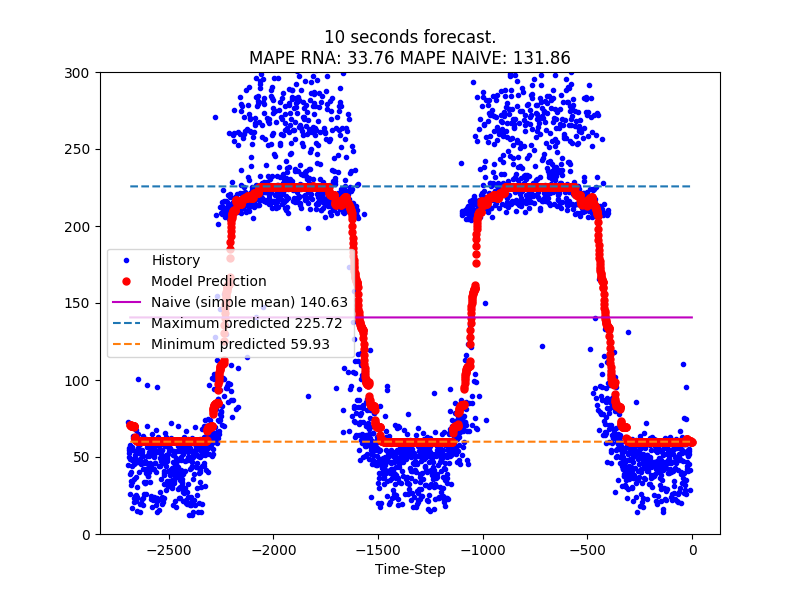 10 seconds forecast.
MAPE RNA: 33.76 MAPE NAIVE: 131.86
300
250
200
150
100
50
0
History
Model Prediction
Naive (simple mean) 140.63
Maximum predicted 225.72
Minimum predicted 59.93
−2500 −2000 −1500 −1000 −500 0
Time-Step